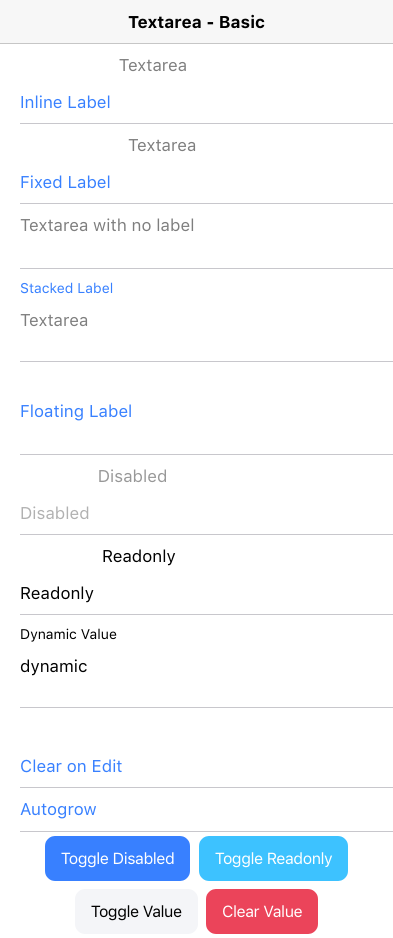 Textarea - Basic
Textarea
Inline Label
Textarea
Fixed Label
Textarea with no label
Stacked Label
Textarea
Floating Label
Disabled
Disabled
Readonly
Readonly
Dynamic Value
dynamic
Clear on Edit
Autogrow
Toggle Disabled Toggle Readonly
Toggle Value Clear Value